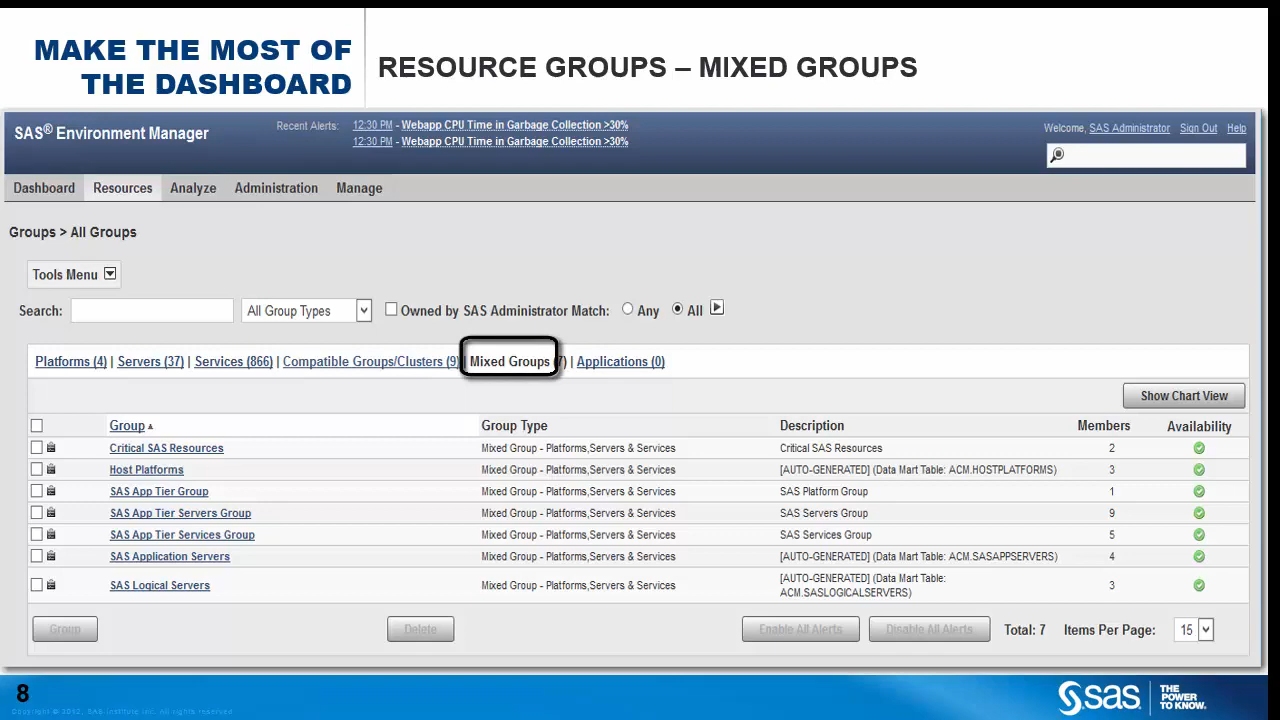 MAKE THE MOST OF
THE DASHBOARD
RESOURCE GROUPS – MIXED GROUPS
SAS® Environment Manager
Recent Alerts: 12:30 PM - Webapp CPU Time in Garbage Collection >30%
12:30 PM - Webapp CPU Time in Garbage Collection >30%
Welcome, SAS Administrator Sign Out Help
Dashboard Resources Analyze Administration Manage
Groups > All Groups
Tools Menu
Search: All Group Types Owned by SAS Administrator Match: Any All
Platforms (4) | Servers (37) | Services (866) | Compatible Groups/Clusters (9) | Mixed Groups (7) | Applications (0)
Show Chart View
Group Group Type Description Members Availability
Critical SAS Resources Mixed Group - Platforms,Servers & Services Critical SAS Resources 2
Host Platforms Mixed Group - Platforms,Servers & Services [AUTO-GENERATED] (Data Mart Table: ACM.HOSTPLATFORMS) 3
SAS App Tier Group Mixed Group - Platforms,Servers & Services SAS Platform Group 1
SAS App Tier Servers Group Mixed Group - Platforms,Servers & Services SAS Servers Group 9
SAS App Tier Services Group Mixed Group - Platforms,Servers & Services SAS Services Group 5
SAS Application Servers Mixed Group - Platforms,Servers & Services [AUTO-GENERATED] (Data Mart Table: ACM.SASAPPSERVERS) 4
SAS Logical Servers Mixed Group - Platforms,Servers & Services [AUTO-GENERATED] (Data Mart Table:
ACM.SASLOGICALSERVERS) 3
Group Delete Enable All Alerts Disable All Alerts Total: 7 Items Per Page: 15
8
Copyright © 2012, SAS Institute Inc. All rights reserved.
sas THE
POWER
TO KNOW.